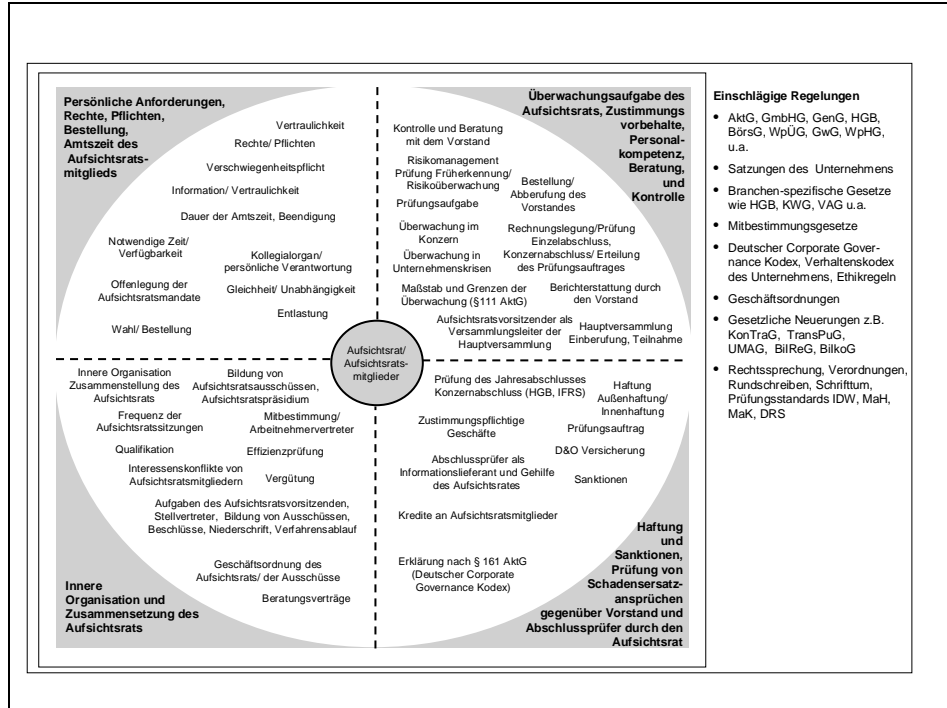 Persönliche Anforderungen,
Rechte, Pflichten,
Bestellung,
Amtszeit des
Aufsichtsrats-
mitglieds
Vertraulichkeit
Rechte/ Pflichten
Verschwiegenheitspflicht
Information/ Vertraulichkeit
Dauer der Amtszeit, Beendigung
Notwendige Zeit/
Verfügbarkeit
Kollegialorgan/
persönliche Verantwortung
Offenlegung der
Aufsichtsratsmandate
Gleichheit/ Unabhängigkeit
Entlastung
Wahl/ Bestellung
Überwachungsaufgabe des
Aufsichtsrats, Zustimmungs
vorbehalte,
Personal-
kompetenz,
Beratung,
und
Kontrolle
Kontrolle und Beratung
mit dem Vorstand
Risikomanagement
Prüfung Früherkennung/
Risikoüberwachung
Bestellung/
Abberufung des
Vorstandes
Prüfungsaufgabe
Überwachung im
Konzern
Rechnungslegung/Prüfung
Einzelabschluss,
Konzernabschluss/ Erteilung
des Prüfungsauftrages
Überwachung in
Unternehmenskrisen
Maßstab und Grenzen der
Überwachung (§111 AktG)
Berichterstattung durch
den Vorstand
Aufsichtsratsvorsitzender als
Versammlungsleiter der
Hauptversammlung
Hauptversammlung
Einberufung, Teilnahme
Aufsichtsrat/
Aufsichtsrats-
mitglieder
Innere Organisation
Zusammenstellung des
Aufsichtsrats
Bildung von
Aufsichtsratsausschüssen,
Aufsichtsratspräsidium
Frequenz der
Aufsichtsratssitzungen
Mitbestimmung/
Arbeitnehmervertreter
Qualifikation
Effizienzprüfung
Interessenskonflikte von
Aufsichtsratsmitgliedern
Vergütung
Aufgaben des Aufsichtsratsvorsitzenden,
Stellvertreter, Bildung von Ausschüssen,
Beschlüsse, Niederschrift, Verfahrensablauf
Geschäftsordnung des
Aufsichtsrats/ der Ausschüsse
Beratungsverträge
Innere
Organisation und
Zusammensetzung des
Aufsichtsrats
Prüfung des Jahresabschlusses
Konzernabschluss (HGB, IFRS)
Haftung
Außenhaftung/
Innenhaftung
Zustimmungspflichtige
Geschäfte
Prüfungsauftrag
D&O Versicherung
Abschlussprüfer als
Informationslieferant und Gehilfe
des Aufsichtsrates
Sanktionen
Kredite an Aufsichtsratsmitglieder
Erklärung nach § 161 AktG
(Deutscher Corporate
Governance Kodex)
Haftung
und
Sanktionen,
Prüfung von
Schadensersatz-
ansprüchen
gegenüber Vorstand und
Abschlussprüfer durch den
Aufsichtsrat
Einschlägige Regelungen
• AktG, GmbHG, GenG, HGB,
BörsG, WpÜG, GwG, WpHG,
u.a.
• Satzungen des Unternehmens
• Branchen-spezifische Gesetze
wie HGB, KWG, VAG u.a.
• Mitbestimmungsgesetze
• Deutscher Corporate Gover-
nance Kodex, Verhaltenskodex
des Unternehmens, Ethikregeln
• Geschäftsordnungen
• Gesetzliche Neuerungen z.B.
KonTraG, TransPuG,
UMAG, BilReG, BilkoG
• Rechtssprechung, Verordnungen,
Rundschreiben, Schrifttum,
Prüfungsstandards IDW, MaH,
MaK, DRS